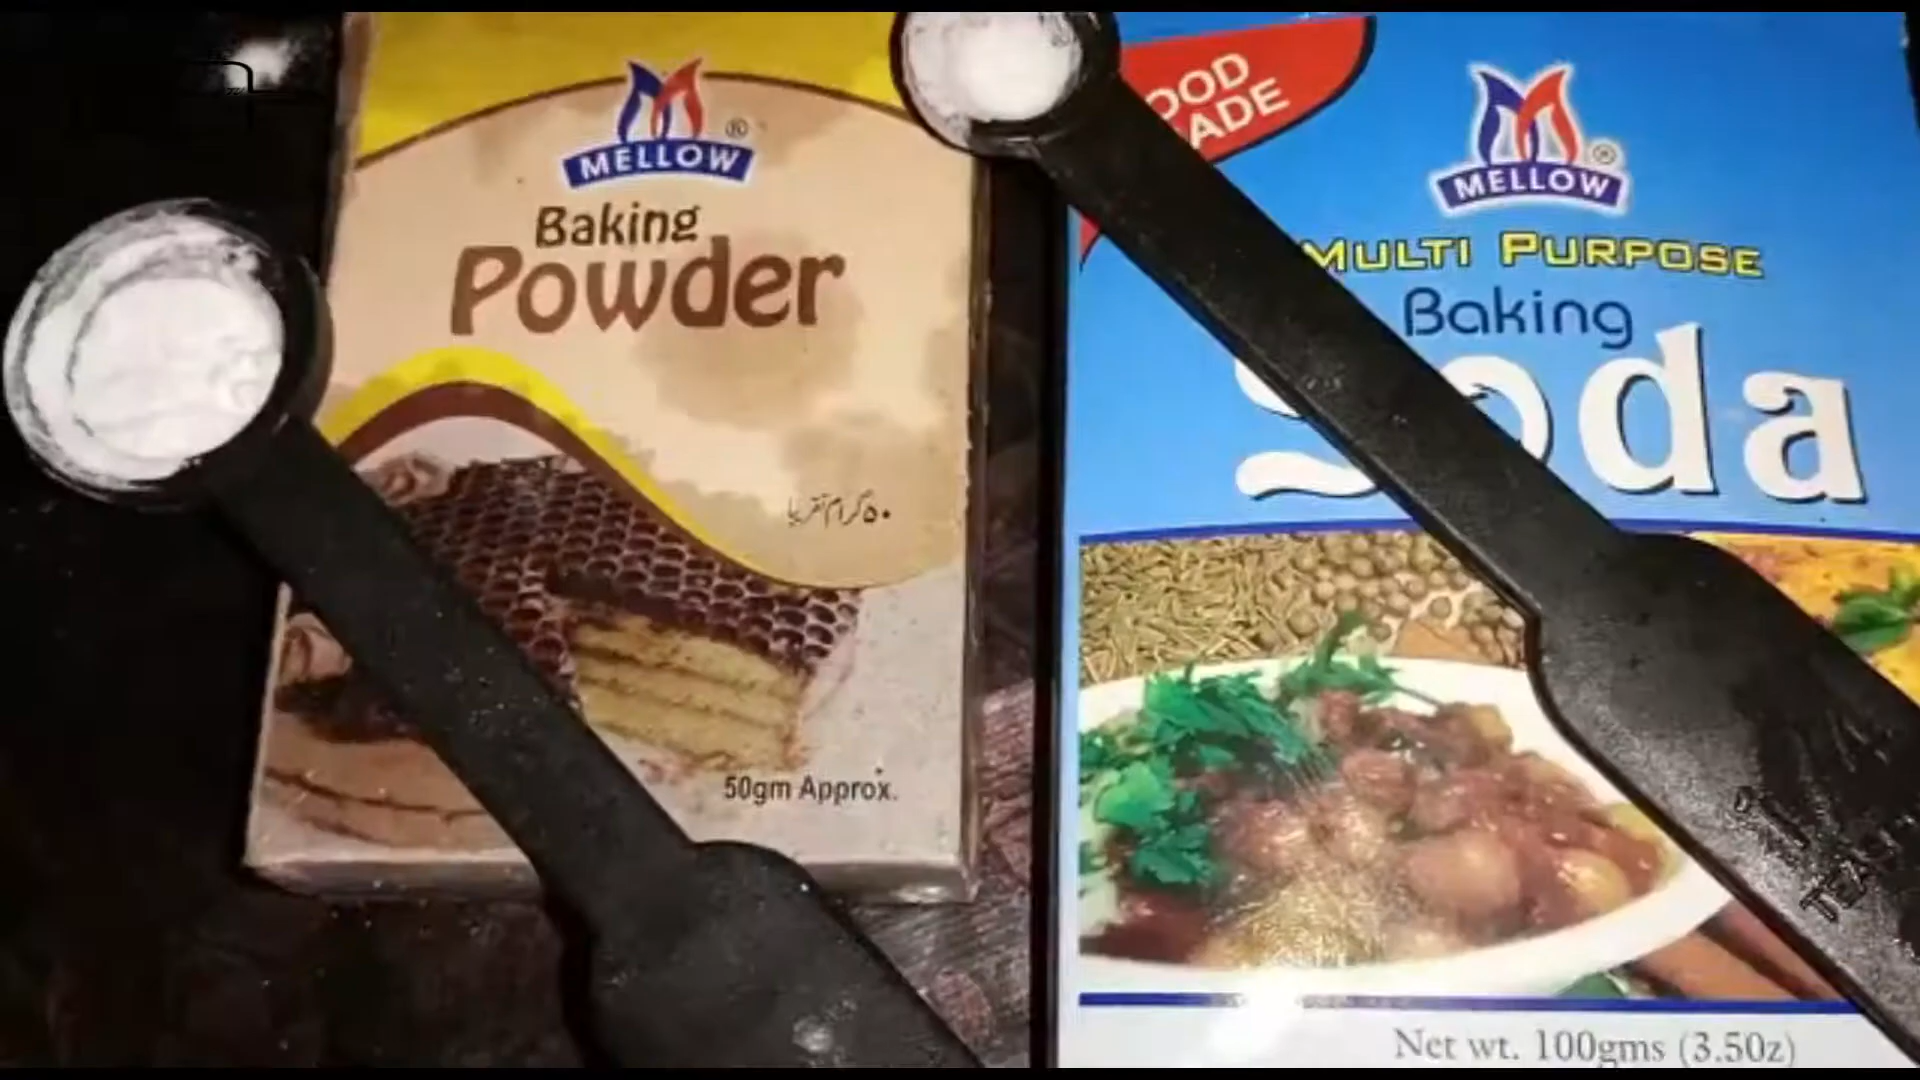 MELLOW
®
Baking
Powder
۵۰ گرام تقریبا
50gm Approx.
OOD
ADE
MELLOW
®
MULTI PURPOSE
Baking
Soda
Net wt. 100gms (3.50z)